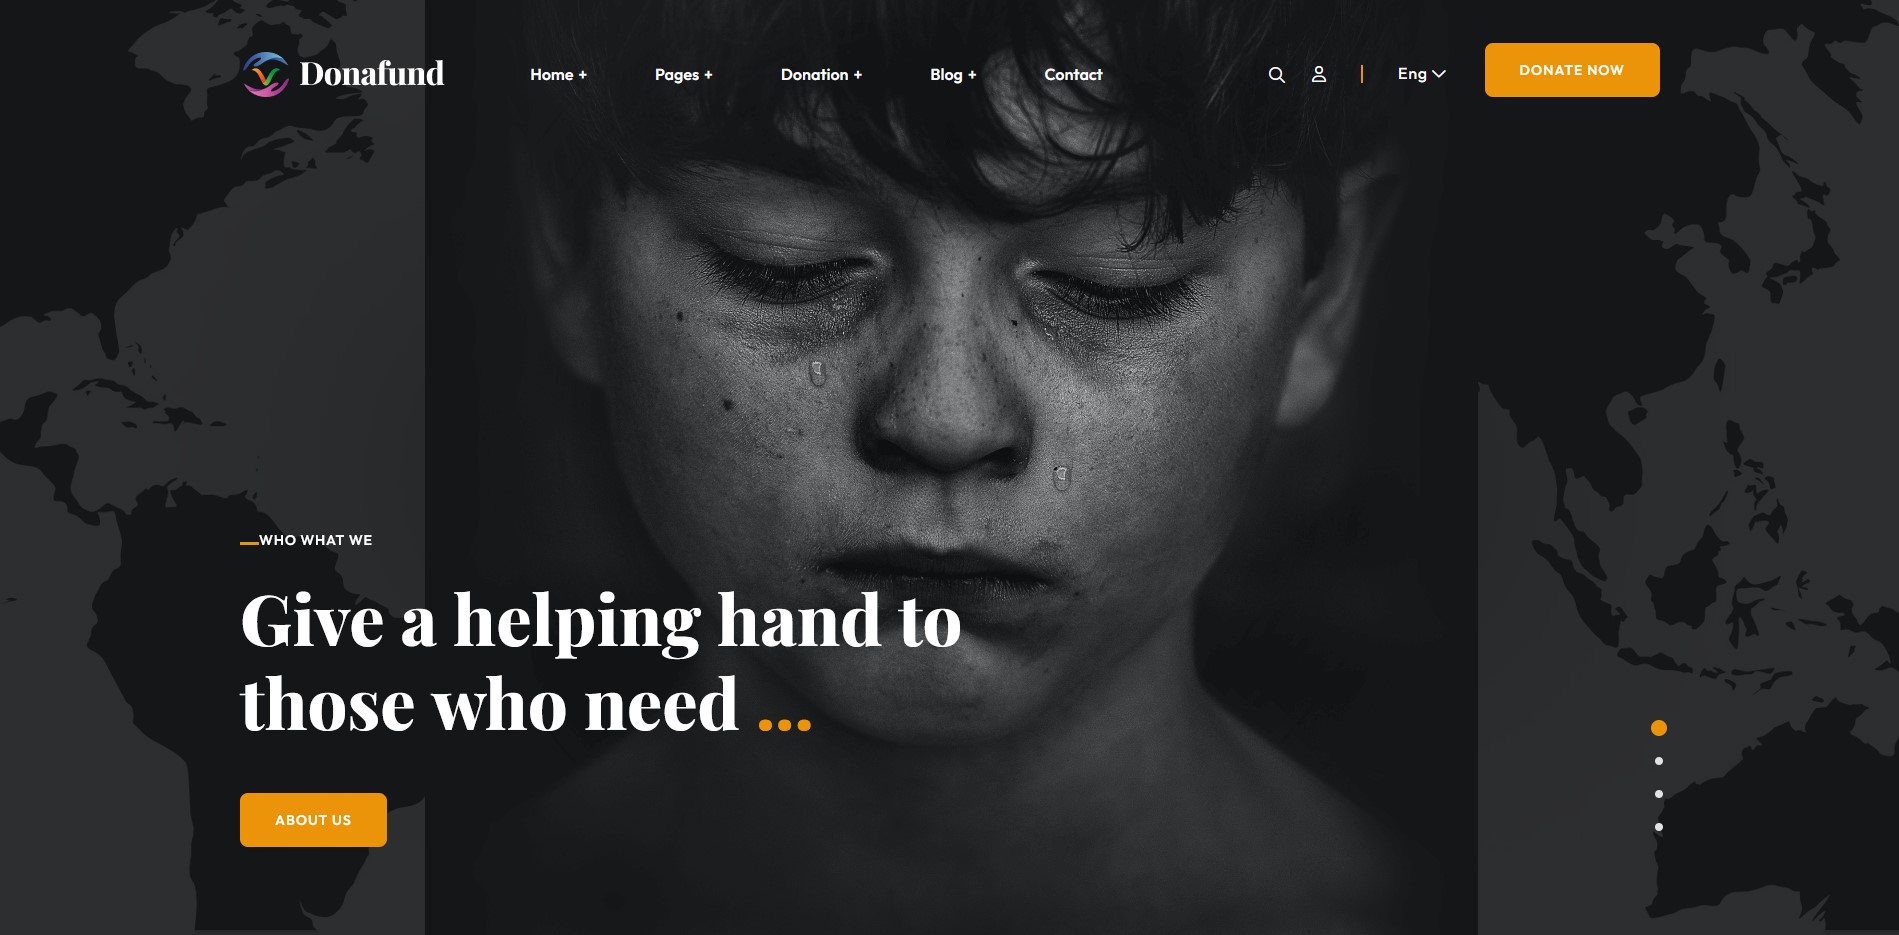 Donafund
Home +
Pages +
Donation +
Blog +
Contact
Eng
DONATE NOW
WHO WHAT WE
Give a helping hand to
those who need ...
ABOUT US